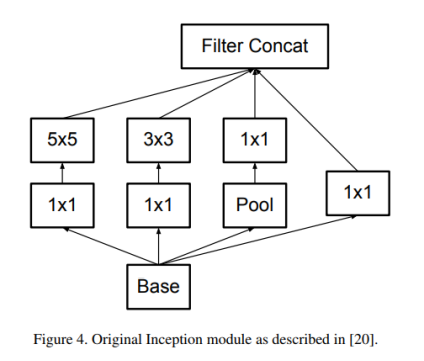 Filter Concat
5x5 3x3 1x1
1x1 1x1 Pool 1x1
Base
Figure 4. Original Inception module as described in [20].